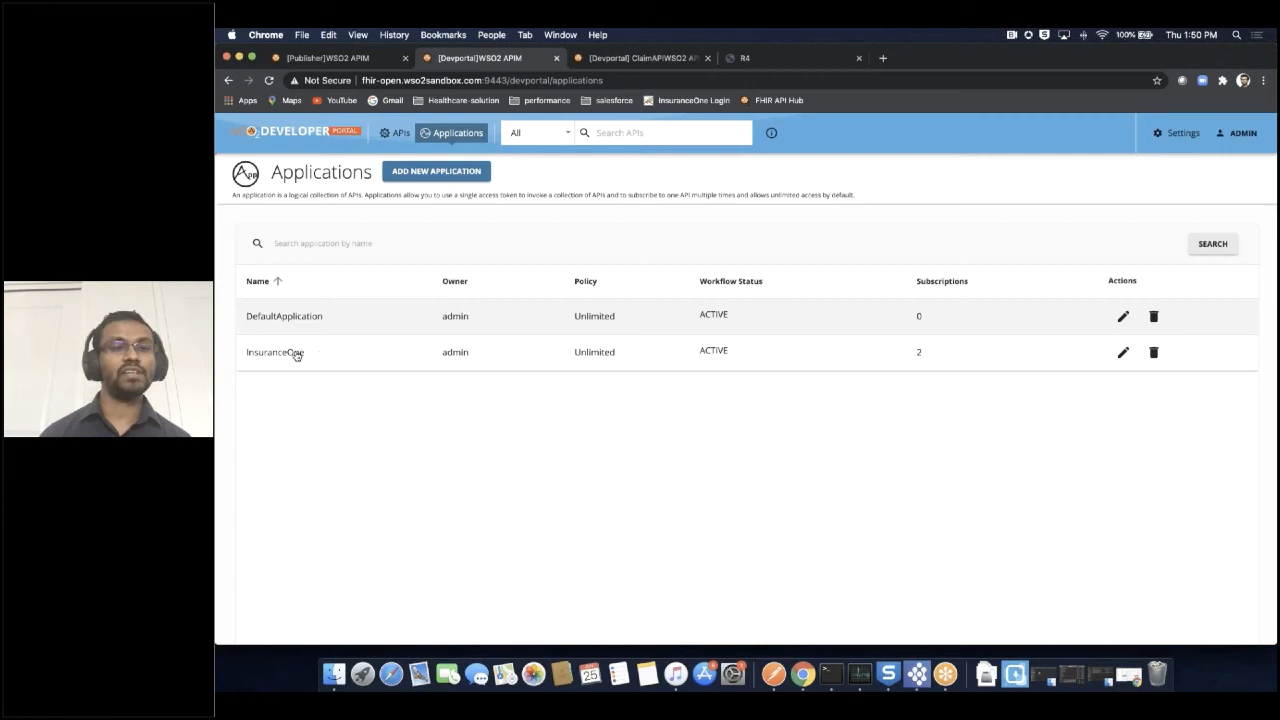 Chrome File Edit View History Bookmarks People Tab Window Help 100% Thu 1:50 PM
[Publisher]WSO2 APIM [Devportal]WSO2 APIM [Devportal] ClaimAPIWSO2 AP R4
Not Secure fhir-open.wso2sandbox.com:9443/devportal/applications
Apps Maps YouTube Gmail Healthcare-solution performance salesforce InsuranceOne Login FHIR API Hub
DEVELOPER PORTAL APIs Applications All Search APIs Settings ADMIN
App Applications ADD NEW APPLICATION
An application is a logical collection of APIs. Applications allow you to use a single access token to invoke a collection of APIs and to subscribe to one API multiple times and allows unlimited access by default.
Search application by name SEARCH
Name Owner Policy Workflow Status Subscriptions Actions
DefaultApplication admin Unlimited ACTIVE 0
InsuranceOne admin Unlimited ACTIVE 2
25